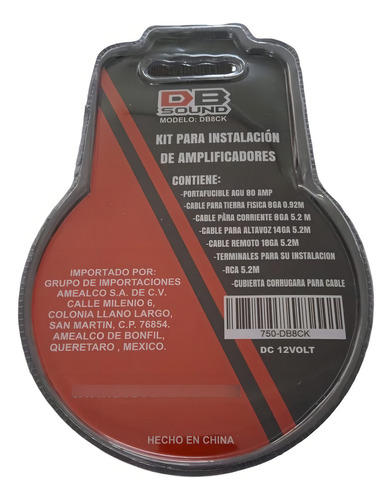 DB
SOUND
MODELO: DB8CK
KIT PARA INSTALACIÓN
DE AMPLIFICADORES
CONTIENE:
-PORTAFUCIBLE AGU 80 AMP
-CABLE PARA TIERRA FISICA 8GA 0.92M
-CABLE PÂRA CORRIENTE 8GA 5.2 M
-CABLE PARA ALTAVOZ 14GA 5.2M
-CABLE REMOTO 18GA 5.2M
-TERMINALES PARA SU INSTALACION
-RCA 5.2M
-CUBIERTA CORRUGARA PARA CABLE
750-DB8CK
DC 12VOLT
IMPORTADO POR:
GRUPO DE IMPORTACIONES
AMEALCO S.A. DE C.V.
CALLE MILENIO 6,
COLONIA LLANO LARGO,
SAN MARTIN, C.P. 76854.
AMEALCO DE BONFIL,
QUERETARO , MEXICO.
HECHO EN CHINA